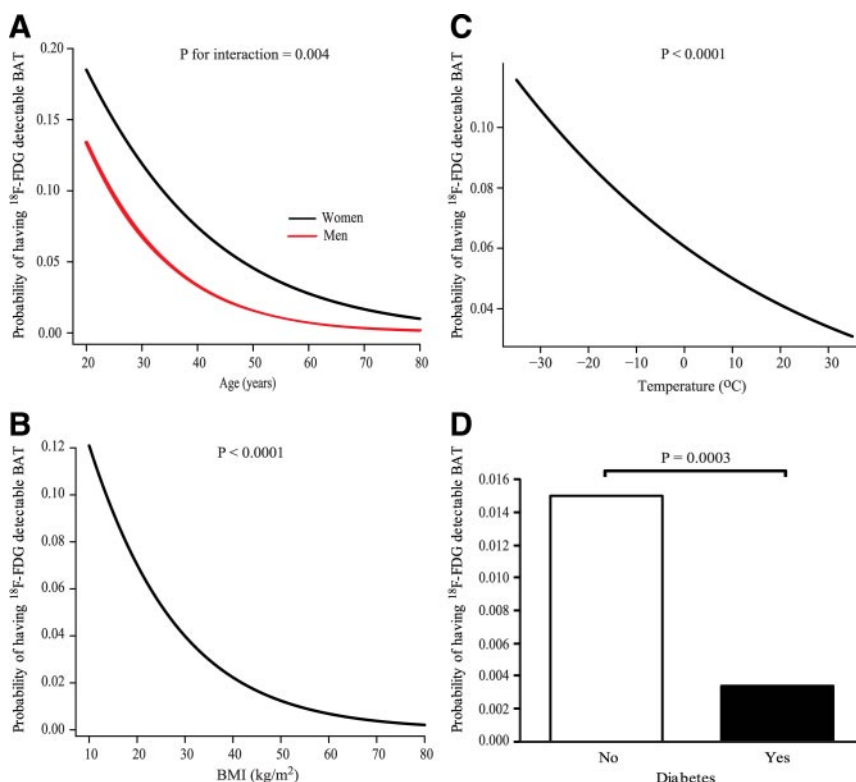 A
P for interaction = 0.004
Probability of having ¹⁸F-FDG detectable BAT
0.20
0.15
0.10
0.05
0.00
Women
Men
20 30 40 50 60 70 80
Age (years)
B
P < 0.0001
Probability of having ¹⁸F-FDG detectable BAT
0.12
0.10
0.08
0.06
0.04
0.02
0.00
10 20 30 40 50 60 70 80
BMI (kg/m²)
C
P < 0.0001
Probability of having ¹⁸F-FDG detectable BAT
0.10
0.08
0.06
0.04
−30 −20 −10 0 10 20 30
Temperature (ºC)
D
P = 0.0003
Probability of having ¹⁸F-FDG detectable BAT
0.016
0.014
0.012
0.010
0.008
0.006
0.004
0.002
0.000
No Yes
Diabetes